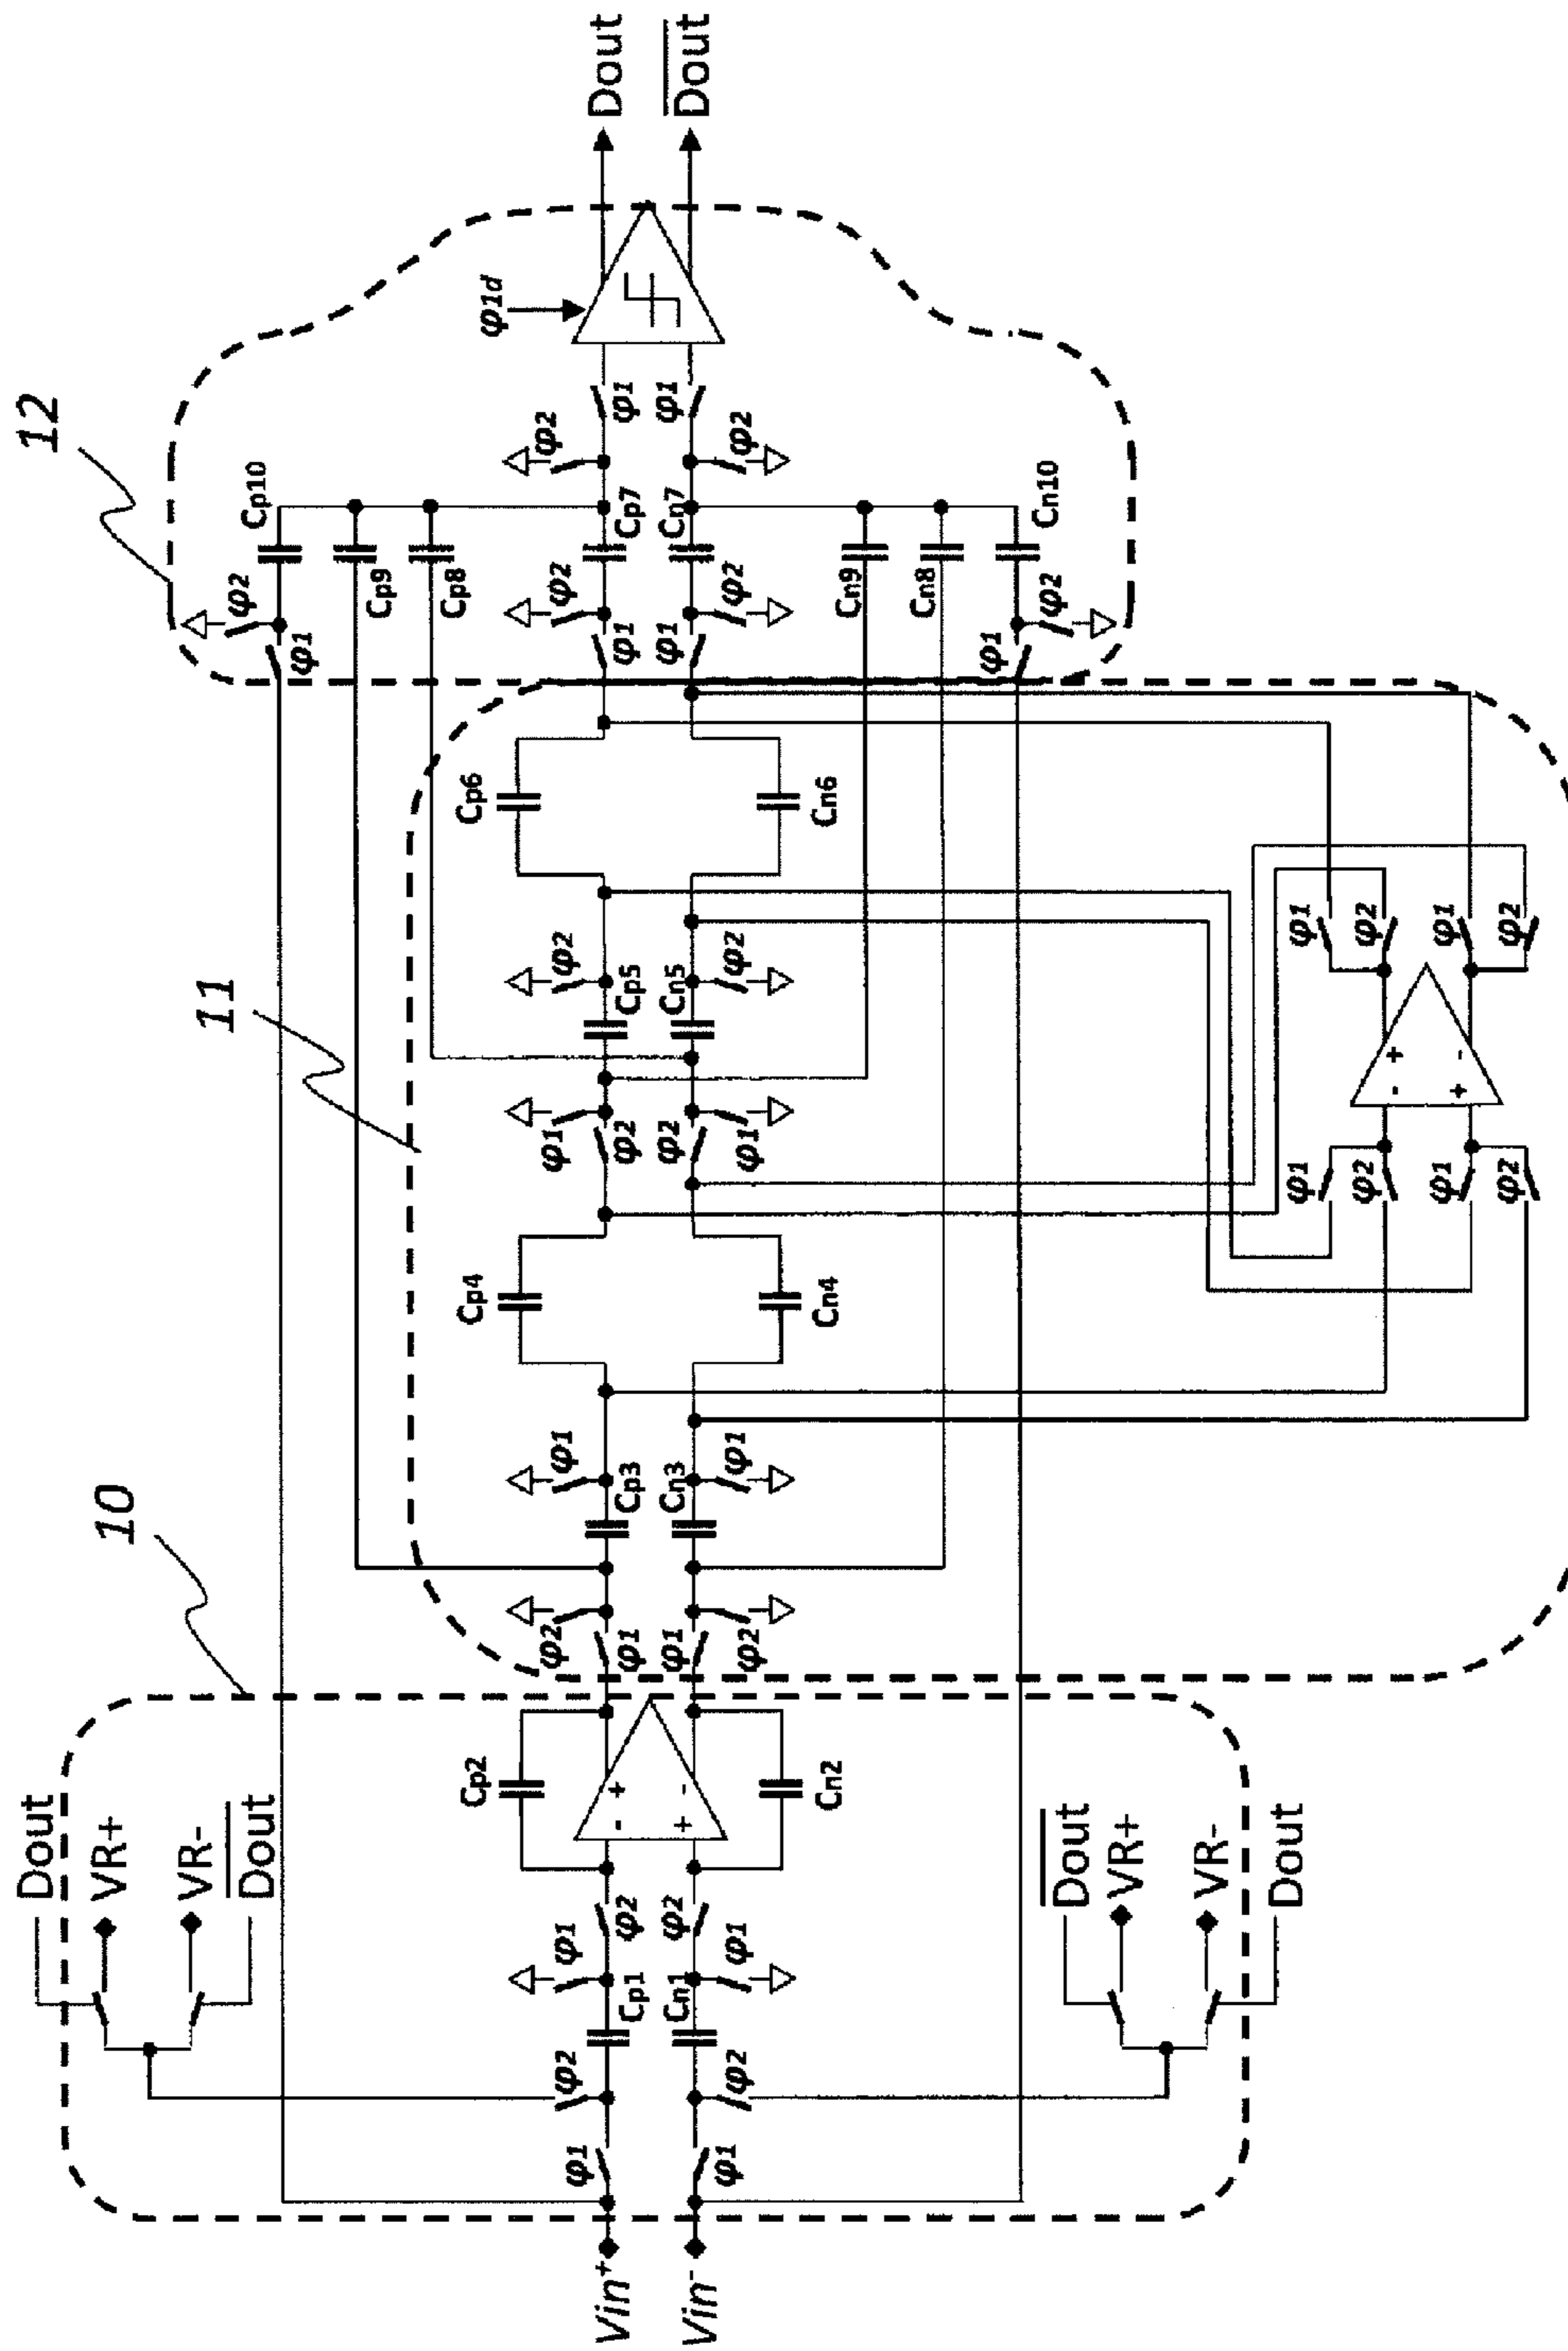 12
Dout
10
VR+
11
VR-
D̅o̅u̅t̅
Cp10
φ2
φ1
Cp9
Cp8
φ1d
Cp2
Cp4
Cp6
φ1 φ2 φ1 φ2 φ1 φ1 φ2 φ2 φ2
Vin+ Cp1 φ2 - + φ1 Cp3 φ2 Cp5 φ1 Cp7 φ1 Dout
Vin- Cn1 φ2 + - φ1 Cn3 φ2 Cn5 φ1 Cn7 φ1 D̅o̅u̅t̅
φ1 φ2 φ1 φ2 φ1 φ1 φ2 φ2 φ2
Cn2
Cn4
Cn6
Cn9
Cn8
φ1
Cn10
φ2
D̅o̅u̅t̅
VR+
VR-
Dout
φ1 φ1
φ2 - + φ2
φ1 + - φ1
φ2 φ2